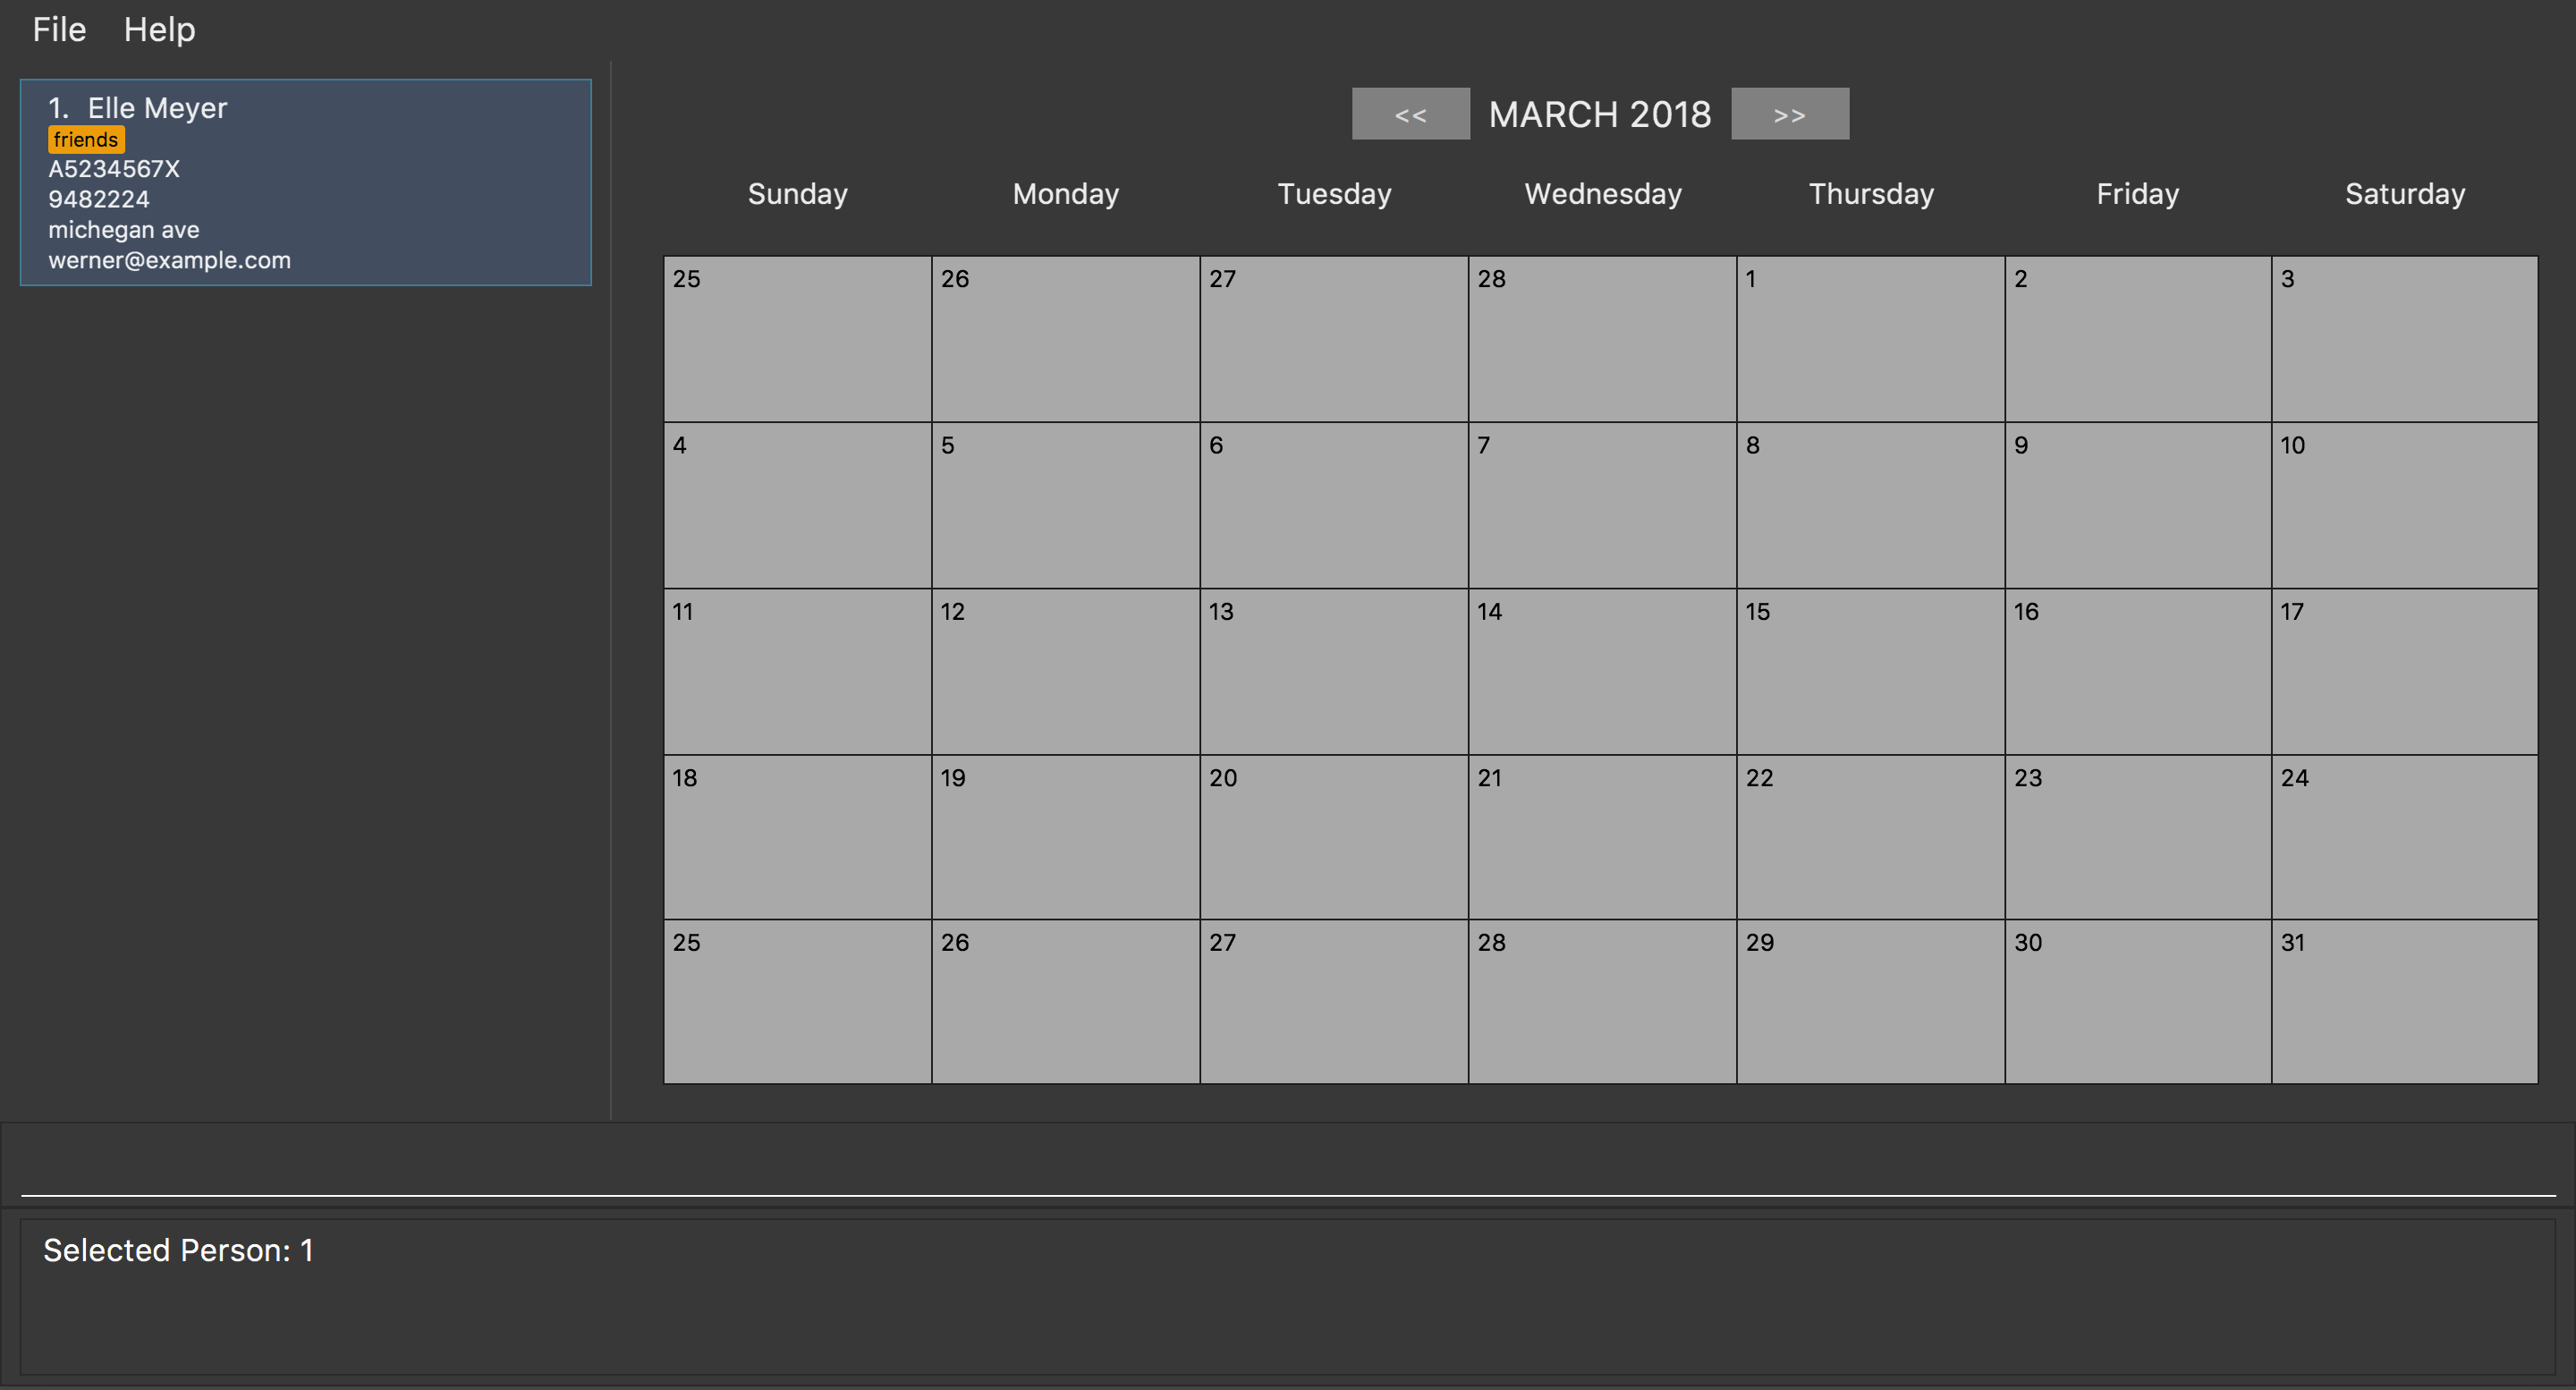 File Help
1. Elle Meyer
friends
A5234567X
9482224
michegan ave
werner@example.com
<< MARCH 2018 >>
Sunday Monday Tuesday Wednesday Thursday Friday Saturday
25 26 27 28 1 2 3
4 5 6 7 8 9 10
11 12 13 14 15 16 17
18 19 20 21 22 23 24
25 26 27 28 29 30 31
Selected Person: 1